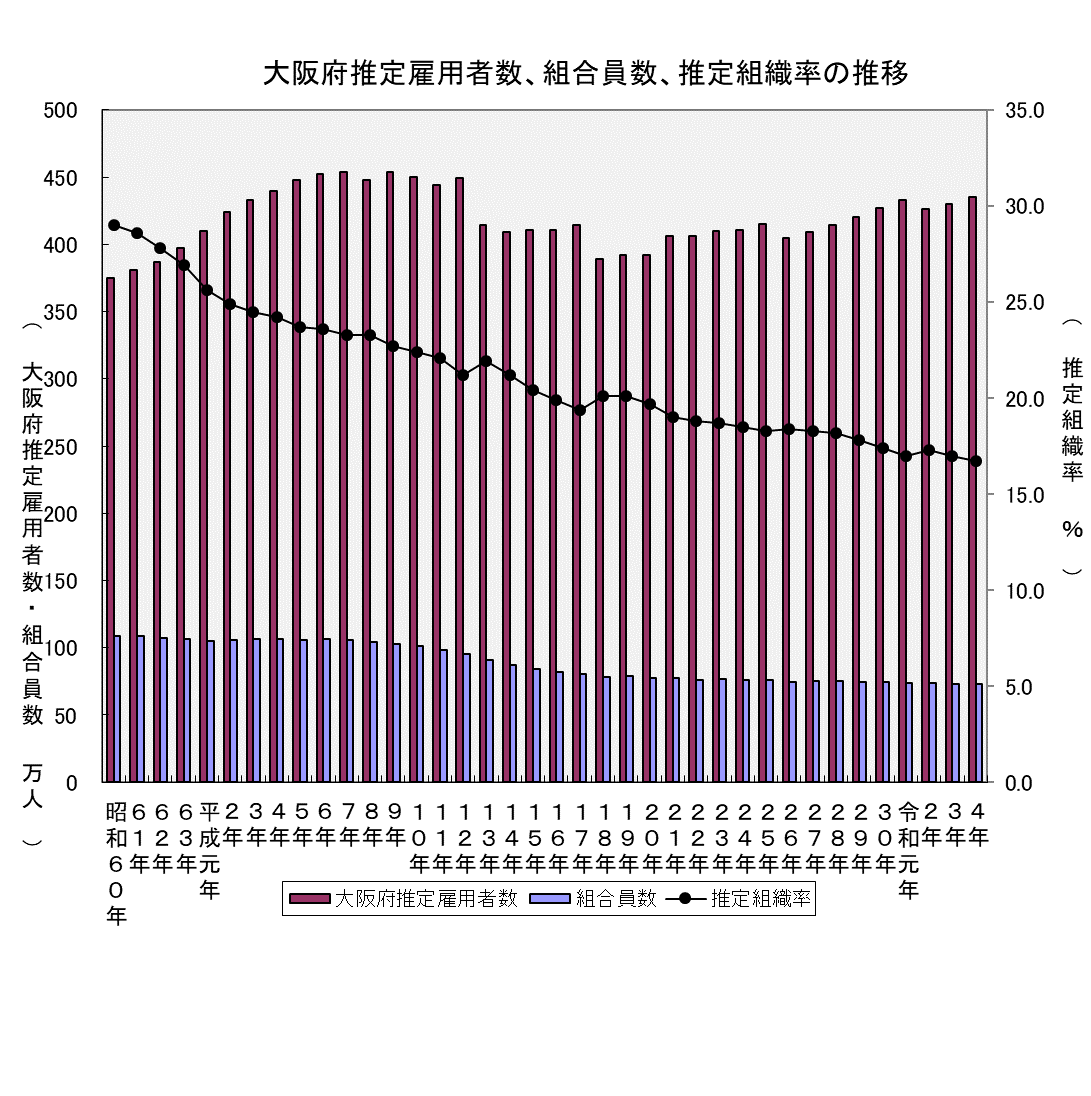 大阪府推定雇用者数、組合員数、推定組織率の推移
500
450
400
350
300
250
200
150
100
50
0
35.0
30.0
25.0
20.0
15.0
10.0
5.0
0.0
（　大阪府推定雇用者数・組合員数　万人　）
（　推定組織率　％　）
昭和６０年
６１年
６２年
６３年
平成元年
２年
３年
４年
５年
６年
７年
８年
９年
１０年
１１年
１２年
１３年
１４年
１５年
１６年
１７年
１８年
１９年
２０年
２１年
２２年
２３年
２４年
２５年
２６年
２７年
２８年
２９年
３０年
令和元年
２年
３年
４年
大阪府推定雇用者数　組合員数　推定組織率